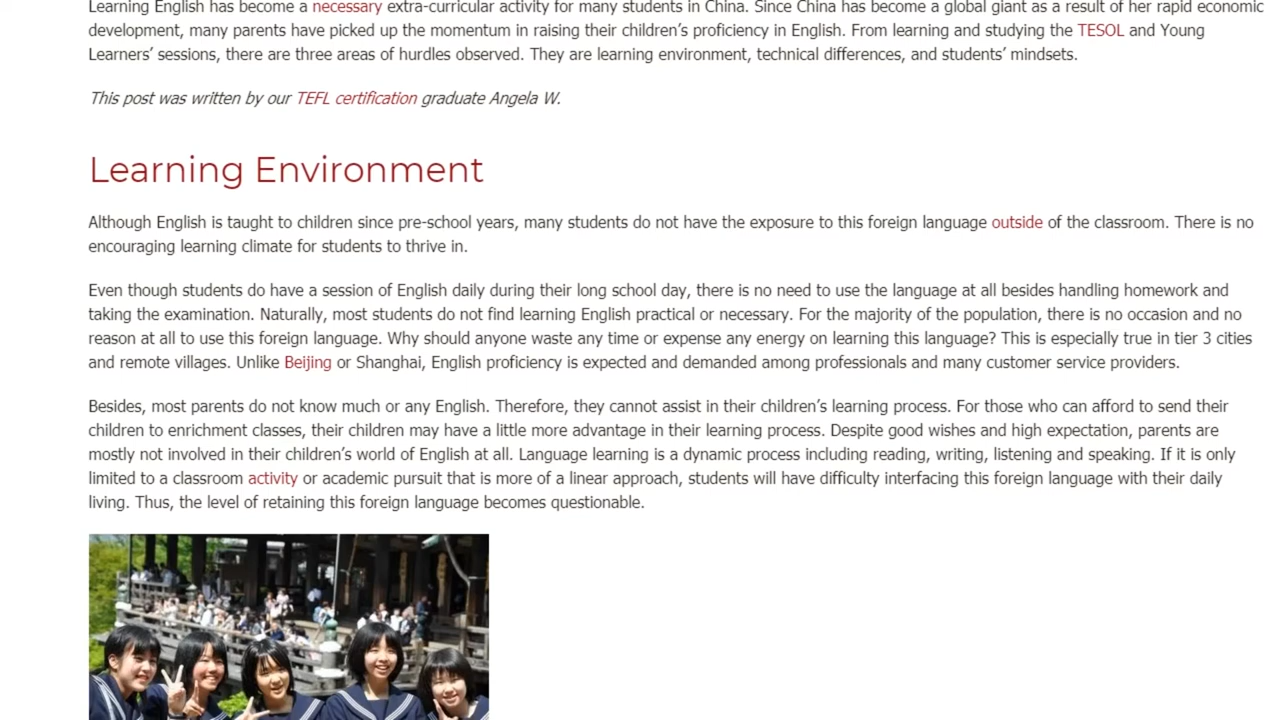 Learning English has become a necessary extra-curricular activity for many students in China. Since China has become a global giant as a result of her rapid economic
development, many parents have picked up the momentum in raising their children's proficiency in English. From learning and studying the TESOL and Young
Learners' sessions, there are three areas of hurdles observed. They are learning environment, technical differences, and students' mindsets.
This post was written by our TEFL certification graduate Angela W.
Learning Environment
Although English is taught to children since pre-school years, many students do not have the exposure to this foreign language outside of the classroom. There is no
encouraging learning climate for students to thrive in.
Even though students do have a session of English daily during their long school day, there is no need to use the language at all besides handling homework and
taking the examination. Naturally, most students do not find learning English practical or necessary. For the majority of the population, there is no occasion and no
reason at all to use this foreign language. Why should anyone waste any time or expense any energy on learning this language? This is especially true in tier 3 cities
and remote villages. Unlike Beijing or Shanghai, English proficiency is expected and demanded among professionals and many customer service providers.
Besides, most parents do not know much or any English. Therefore, they cannot assist in their children's learning process. For those who can afford to send their
children to enrichment classes, their children may have a little more advantage in their learning process. Despite good wishes and high expectation, parents are
mostly not involved in their children's world of English at all. Language learning is a dynamic process including reading, writing, listening and speaking. If it is only
limited to a classroom activity or academic pursuit that is more of a linear approach, students will have difficulty interfacing this foreign language with their daily
living. Thus, the level of retaining this foreign language becomes questionable.